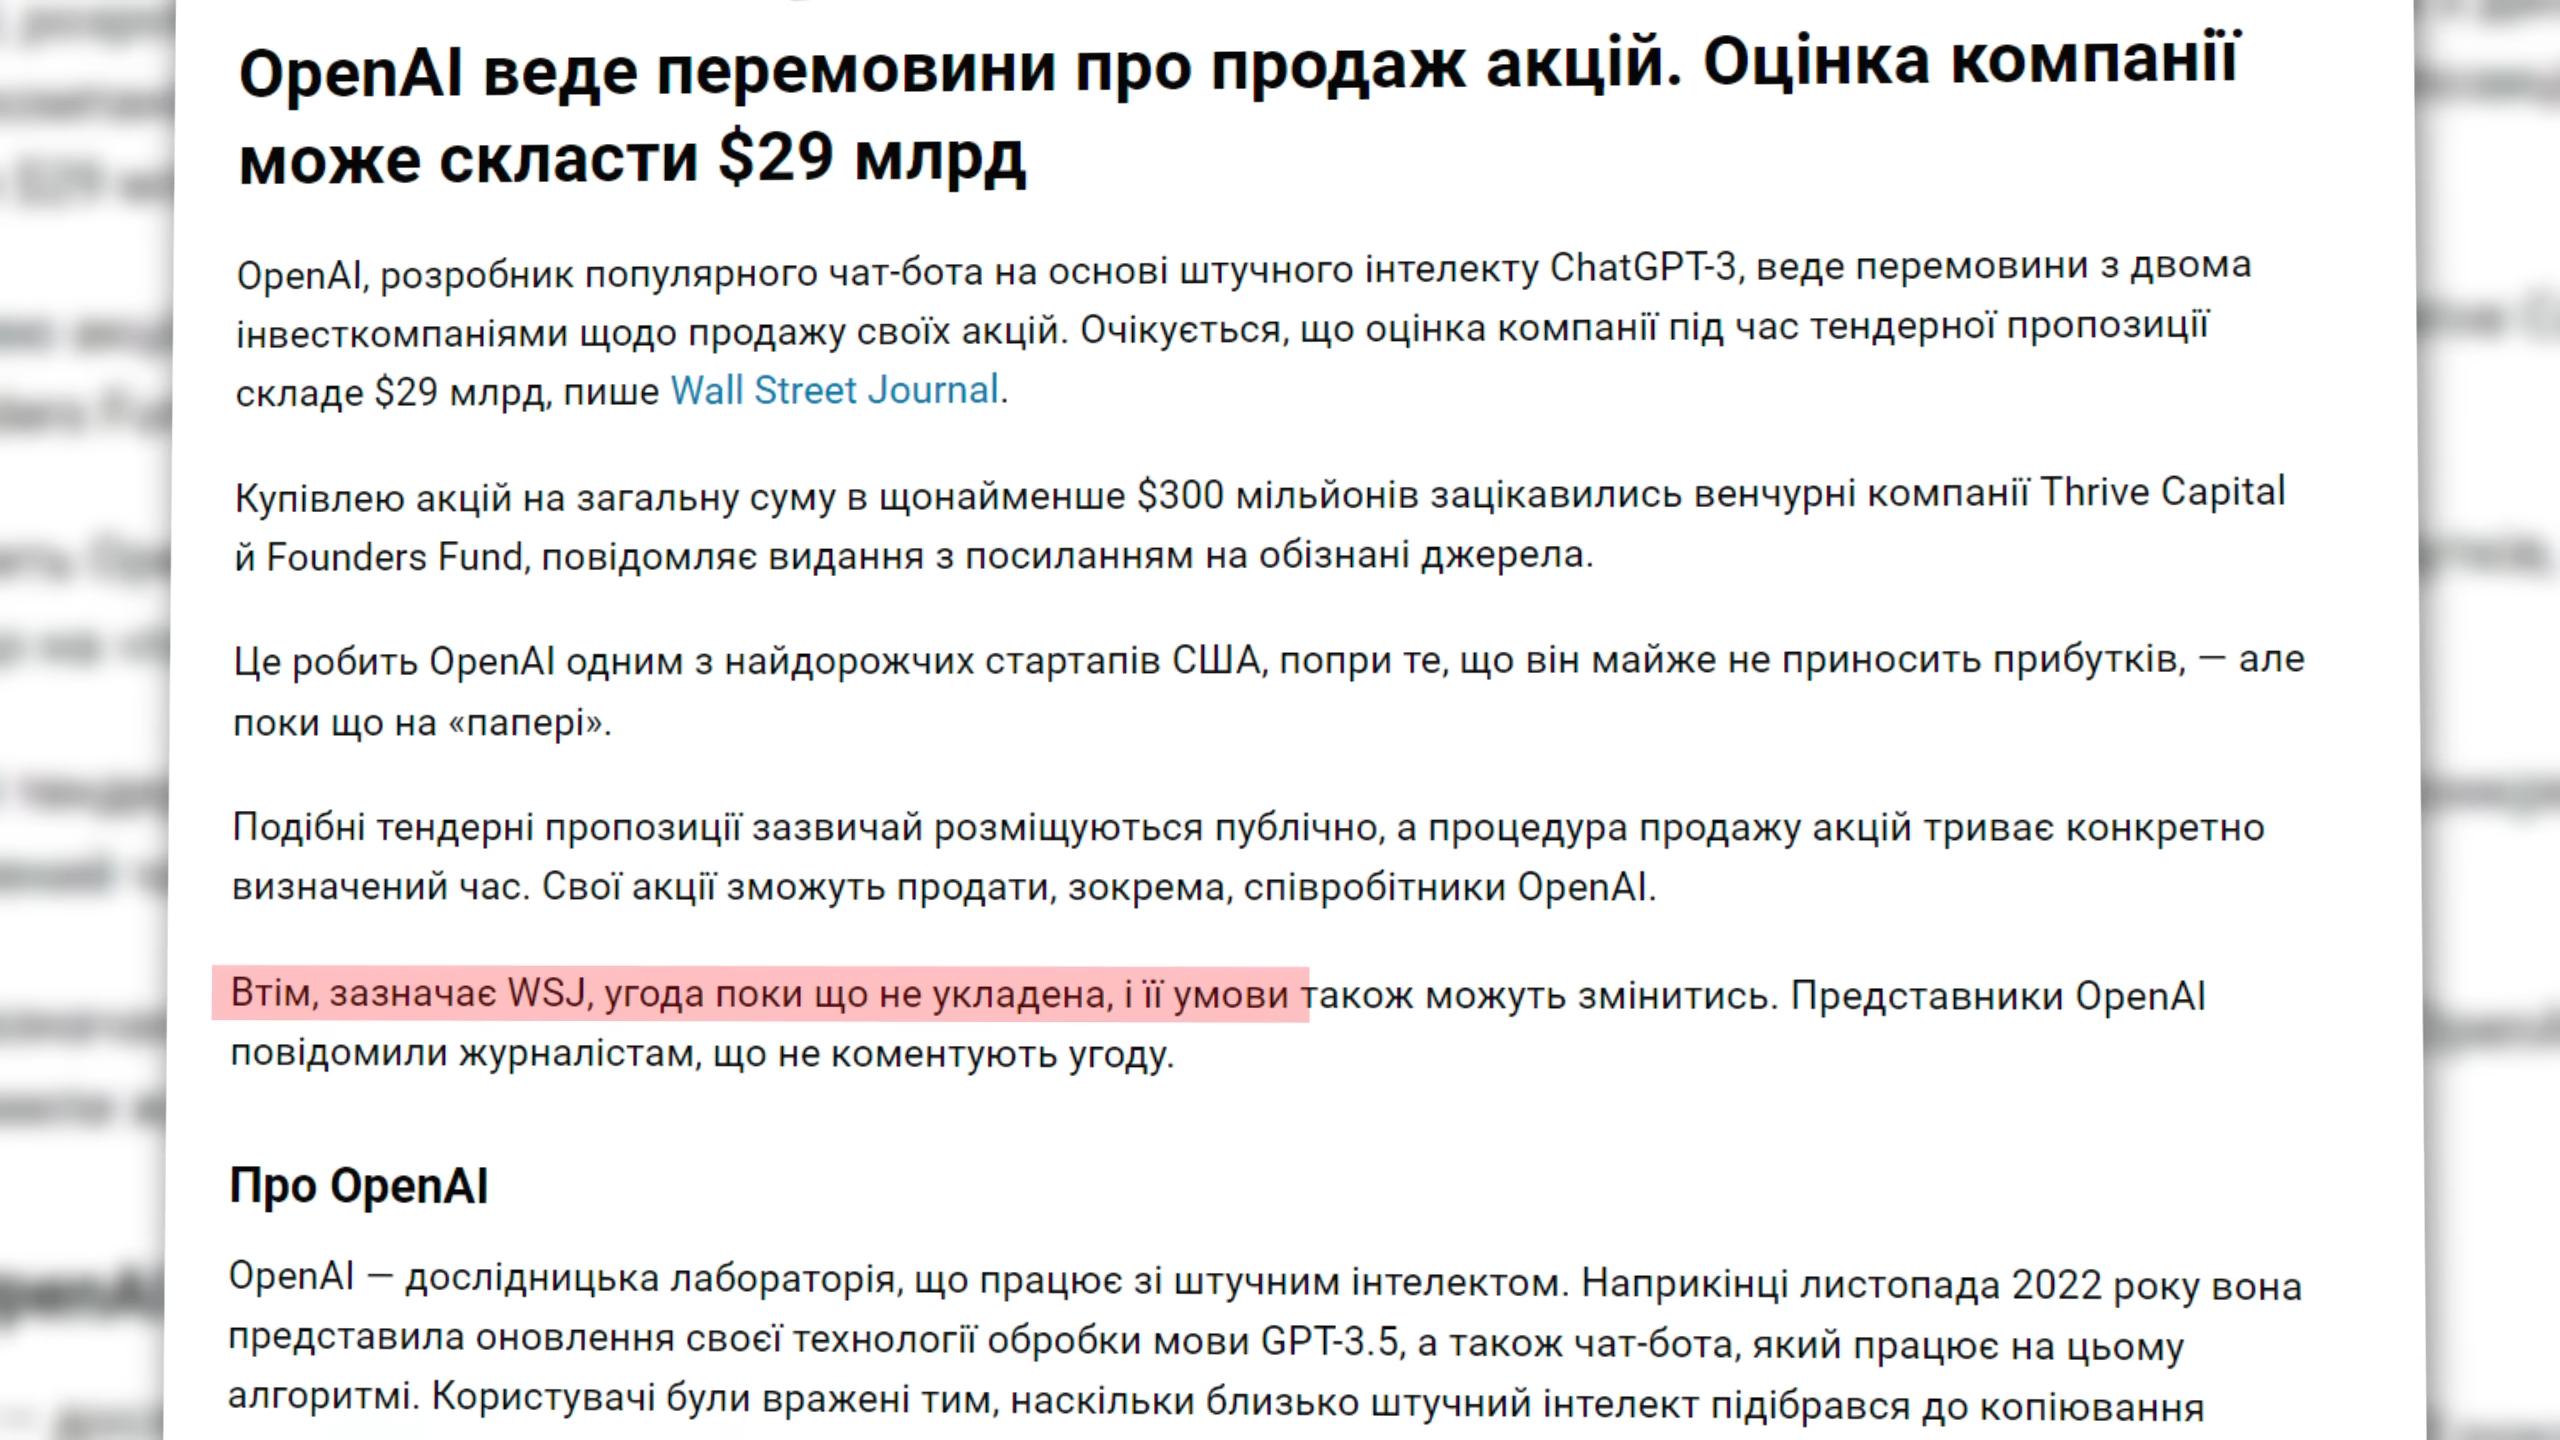 OpenAI веде перемовини про продаж акцій. Оцінка компанії
може скласти $29 млрд
OpenAI, розробник популярного чат-бота на основі штучного інтелекту ChatGPT-3, веде перемовини з двома
інвесткомпаніями щодо продажу своїх акцій. Очікується, що оцінка компанії під час тендерної пропозиції
складе $29 млрд, пише Wall Street Journal.
Купівлею акцій на загальну суму в щонайменше $300 мільйонів зацікавились венчурні компанії Thrive Capital
й Founders Fund, повідомляє видання з посиланням на обізнані джерела.
Це робить OpenAI одним з найдорожчих стартапів США, попри те, що він майже не приносить прибутків, — але
поки що на «папері».
Подібні тендерні пропозиції зазвичай розміщуються публічно, а процедура продажу акцій триває конкретно
визначений час. Свої акції зможуть продати, зокрема, співробітники OpenAI.
Втім, зазначає WSJ, угода поки що не укладена, і її умови також можуть змінитись. Представники OpenAI
повідомили журналістам, що не коментують угоду.
Про OpenAI
OpenAI — дослідницька лабораторія, що працює зі штучним інтелектом. Наприкінці листопада 2022 року вона
представила оновлення своєї технології обробки мови GPT-3.5, а також чат-бота, який працює на цьому
алгоритмі. Користувачі були вражені тим, наскільки близько штучний інтелект підібрався до копіювання